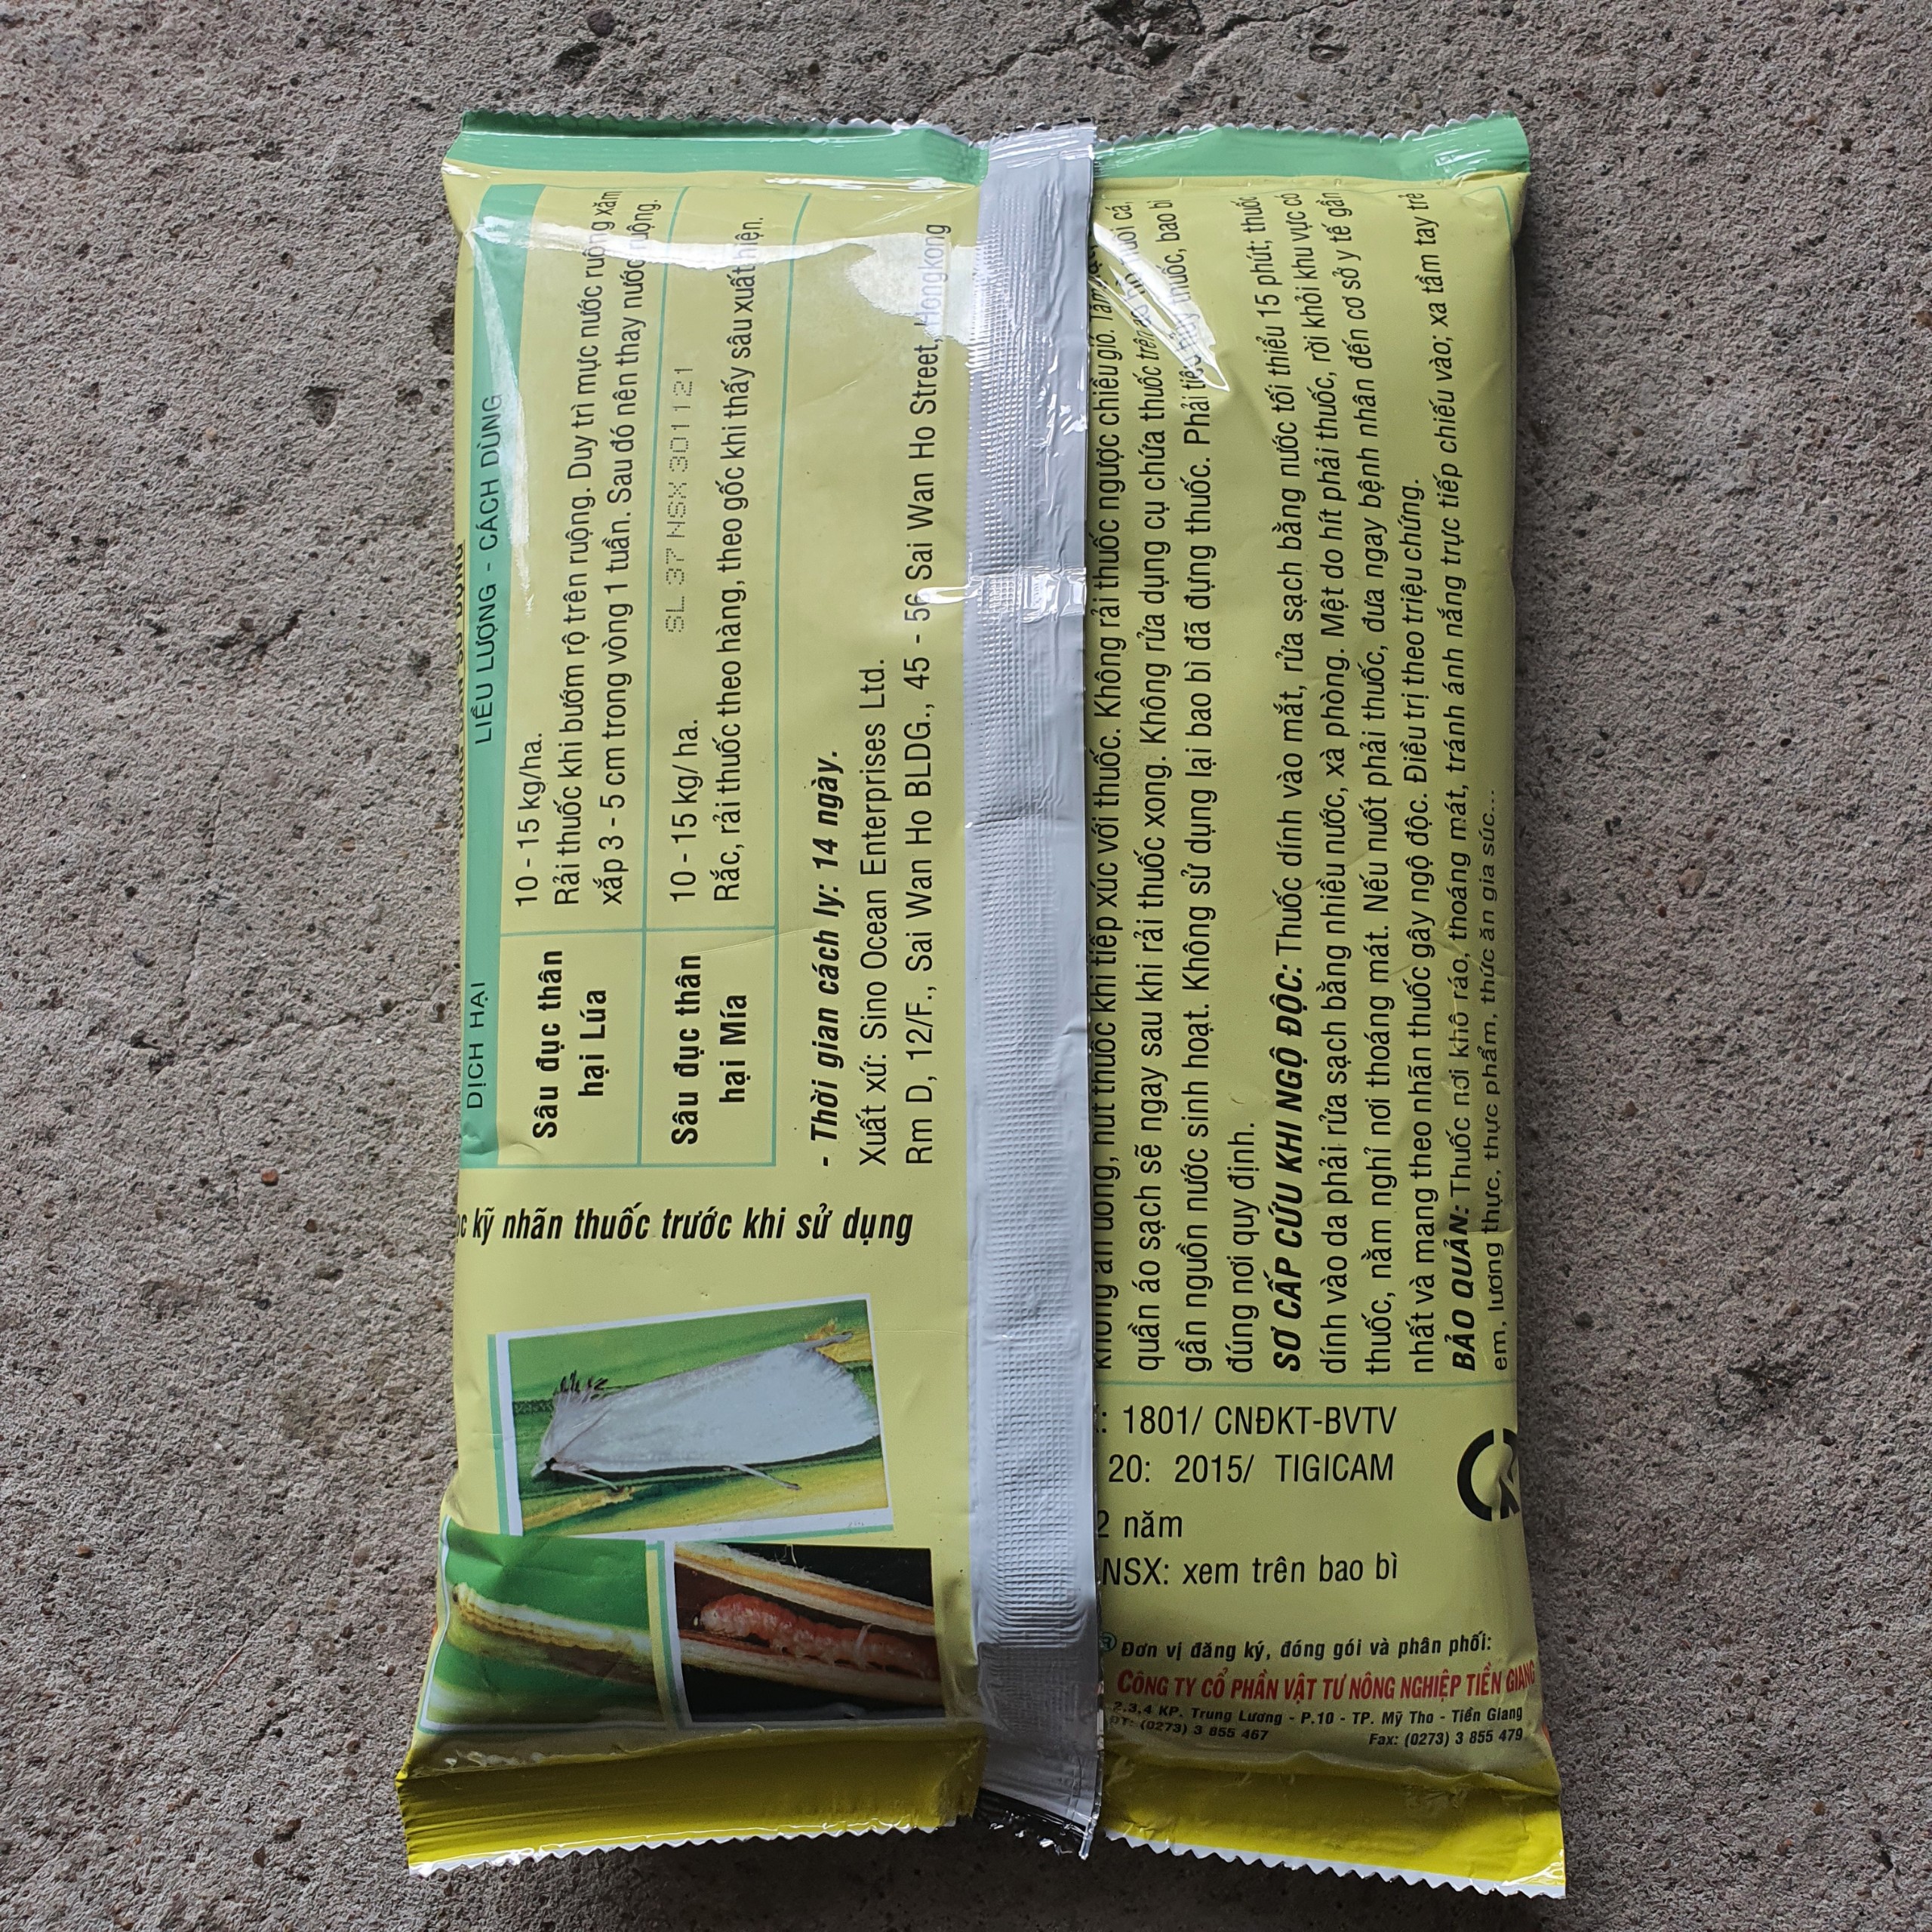 DỊCH HẠI
LIỀU LƯỢNG - CÁCH DÙNG
Sâu đục thân
hại Lúa
10 - 15 kg/ha.
Rải thuốc khi bướm rộ trên ruộng. Duy trì mực nước ruộng xăm
xắp 3 - 5 cm trong vòng 1 tuần. Sau đó nên thay nước ruộng.
Sâu đục thân
hại Mía
10 - 15 kg/ ha.
Rắc, rải thuốc theo hàng, theo gốc khi thấy sâu xuất hiện.
SL 37 NSX 301121
- Thời gian cách ly: 14 ngày.
Xuất xứ: Sino Ocean Enterprises Ltd.
Rm D, 12/F., Sai Wan Ho BLDG., 45 - 56 Sai Wan Ho Street, Hongkong
kỹ nhãn thuốc trước khi sử dụng
không ăn uống, hút thuốc khi tiếp xúc với thuốc. Không rải thuốc ngược chiều gió.
quần áo sạch sẽ ngay sau khi rải thuốc xong. Không rửa dụng cụ chứa thuốc trên ao hồ nuôi cá,
gần nguồn nước sinh hoạt. Không sử dụng lại bao bì đã đựng thuốc. Phải tiêu hủy thuốc, bao bì
đúng nơi quy định.
SƠ CẤP CỨU KHI NGỘ ĐỘC: Thuốc dính vào mắt, rửa sạch bằng nước tối thiểu 15 phút; thuốc
dính vào da phải rửa sạch bằng nhiều nước, xà phòng. Mệt do hít phải thuốc, rời khỏi khu vực có
thuốc, nằm nghỉ nơi thoáng mát. Nếu nuốt phải thuốc, đưa ngay bệnh nhân đến cơ sở y tế gần
nhất và mang theo nhãn thuốc gây ngộ độc. Điều trị theo triệu chứng.
BẢO QUẢN: Thuốc nơi khô ráo, thoáng mát, tránh ánh nắng trực tiếp chiếu vào; xa tầm tay trẻ
em, lương thực, thực phẩm, thức ăn gia súc...
: 1801/ CNĐKT-BVTV
20: 2015/ TIGICAM
2 năm
NSX: xem trên bao bì
Đơn vị đăng ký, đóng gói và phân phối:
CÔNG TY CỔ PHẦN VẬT TƯ NÔNG NGHIỆP TIỀN GIANG
2,3,4 KP. Trung Lương - P.10 - TP. Mỹ Tho - Tiền Giang
ĐT: (0273) 3 855 467 Fax: (0273) 3 855 479